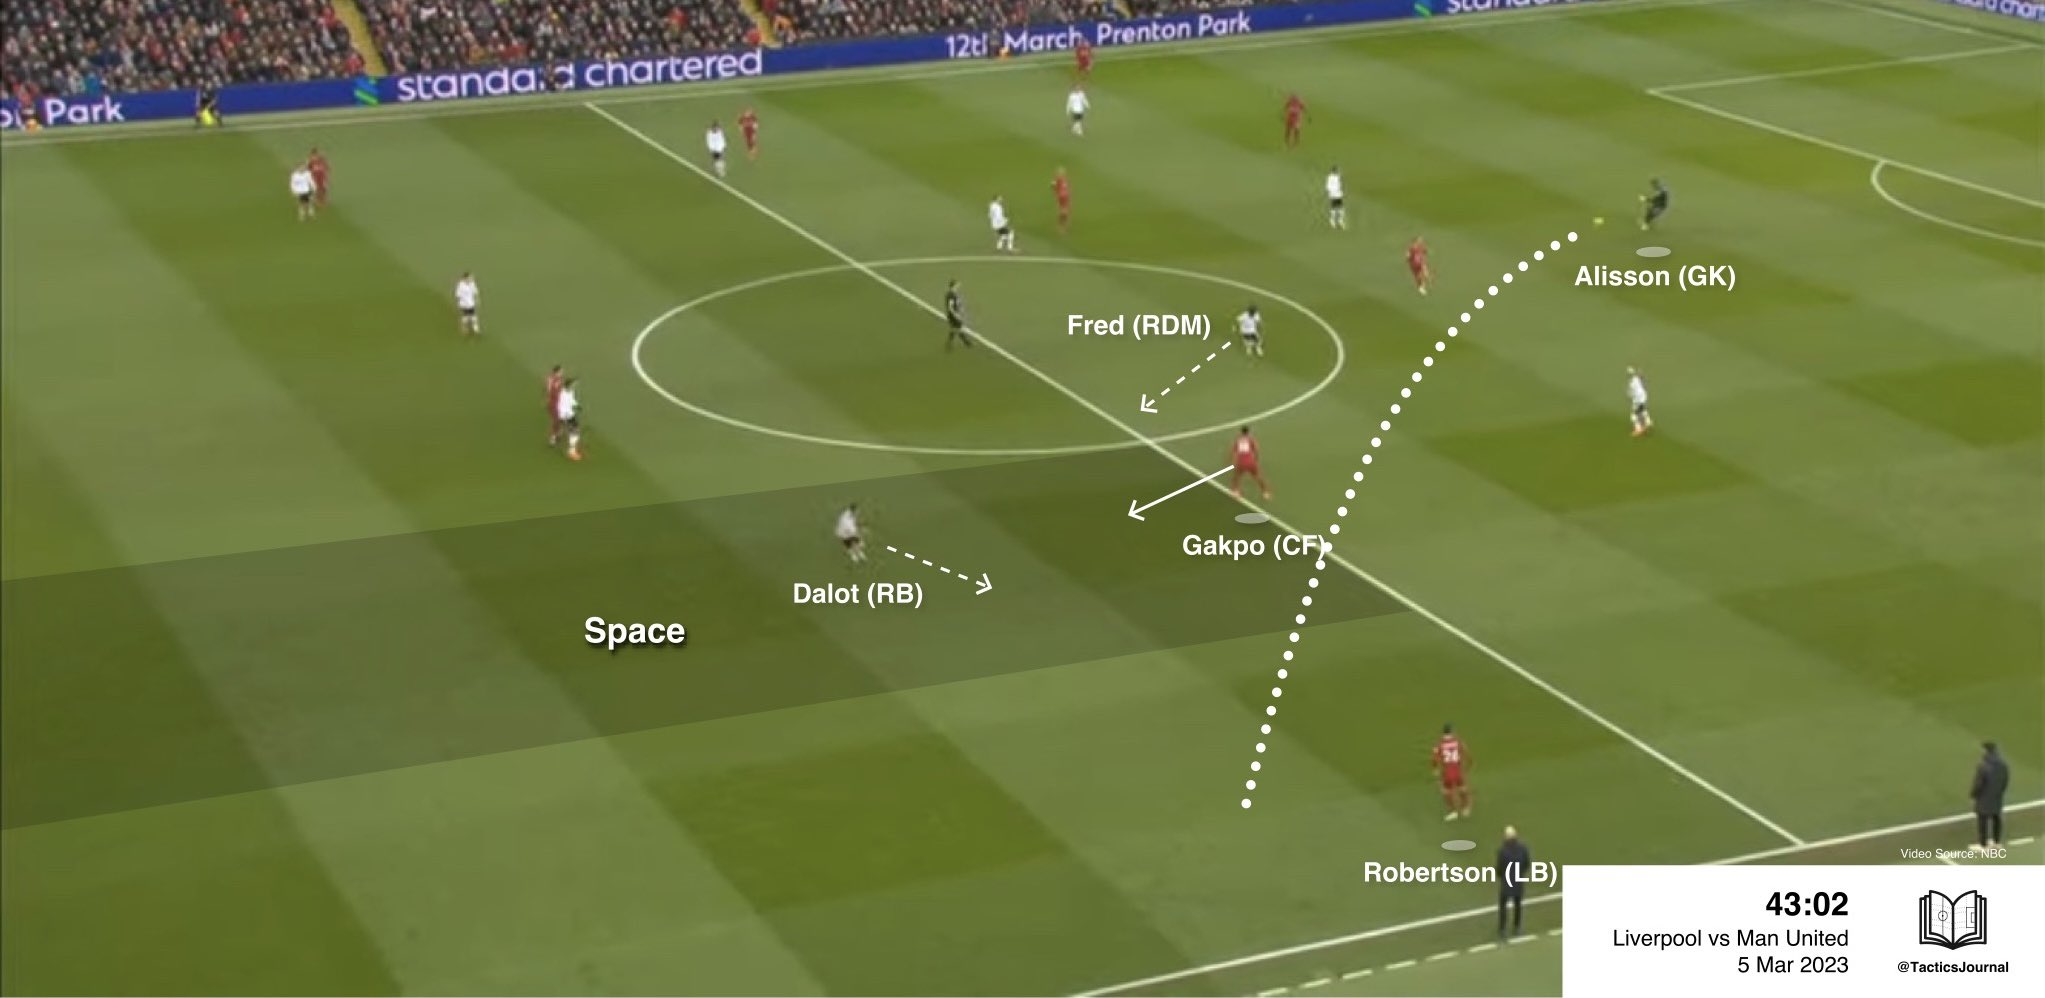 standard chartered
12th March, Prenton Park
Park
Alisson (GK)
Fred (RDM)
Gakpo (CF)
Dalot (RB)
Space
26
Robertson (LB)
Video Source: NBC
43:02
Liverpool vs Man United
5 Mar 2023
@TacticsJournal